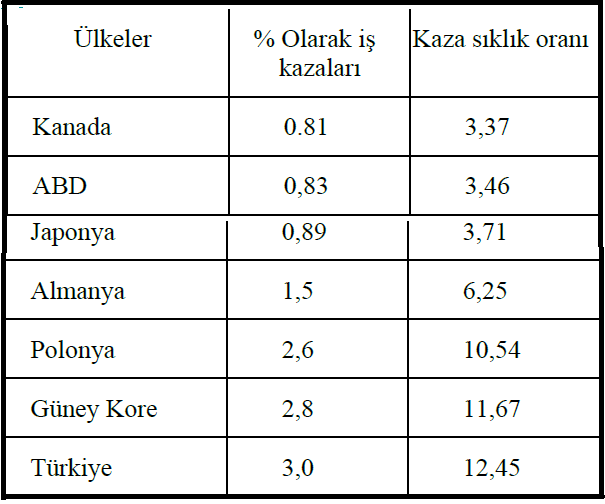 Ülkeler % Olarak iş kazaları Kaza sıklık oranı
Kanada 0.81 3,37
ABD 0,83 3,46
Japonya 0,89 3,71
Almanya 1,5 6,25
Polonya 2,6 10,54
Güney Kore 2,8 11,67
Türkiye 3,0 12,45